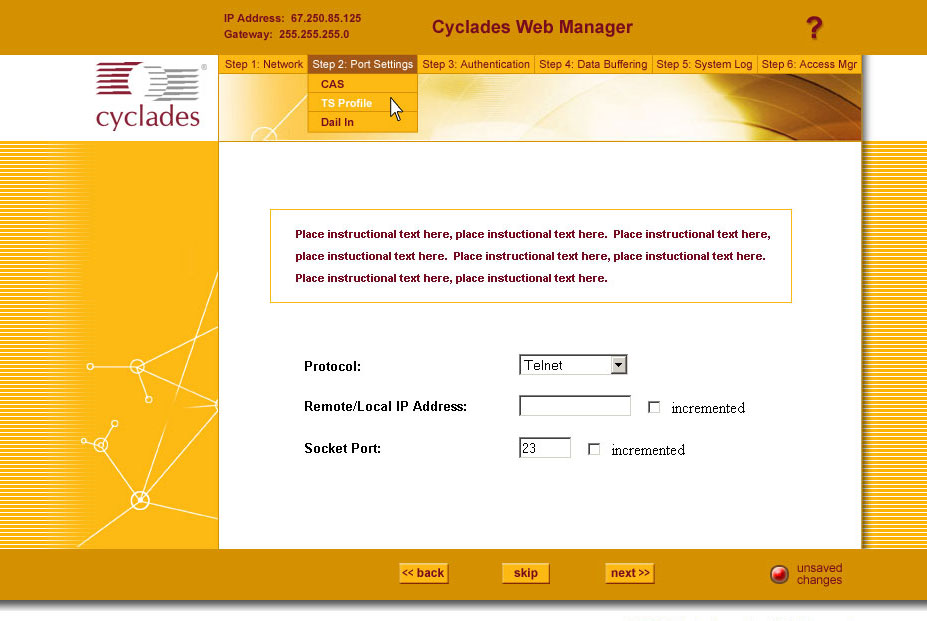 IP Address: 67.250.85.125
Gateway: 255.255.255.0
Cyclades Web Manager
?
Step 1: Network Step 2: Port Settings Step 3: Authentication Step 4: Data Buffering Step 5: System Log Step 6: Access Mgr
cyclades ®
CAS
TS Profile
Dail In
Place instructional text here, place instuctional text here. Place instructional text here,
place instuctional text here. Place instructional text here, place instuctional text here.
Place instructional text here, place instuctional text here.
Protocol: Telnet
Remote/Local IP Address: incremented
Socket Port: 23 incremented
<< back skip next >> unsaved
changes